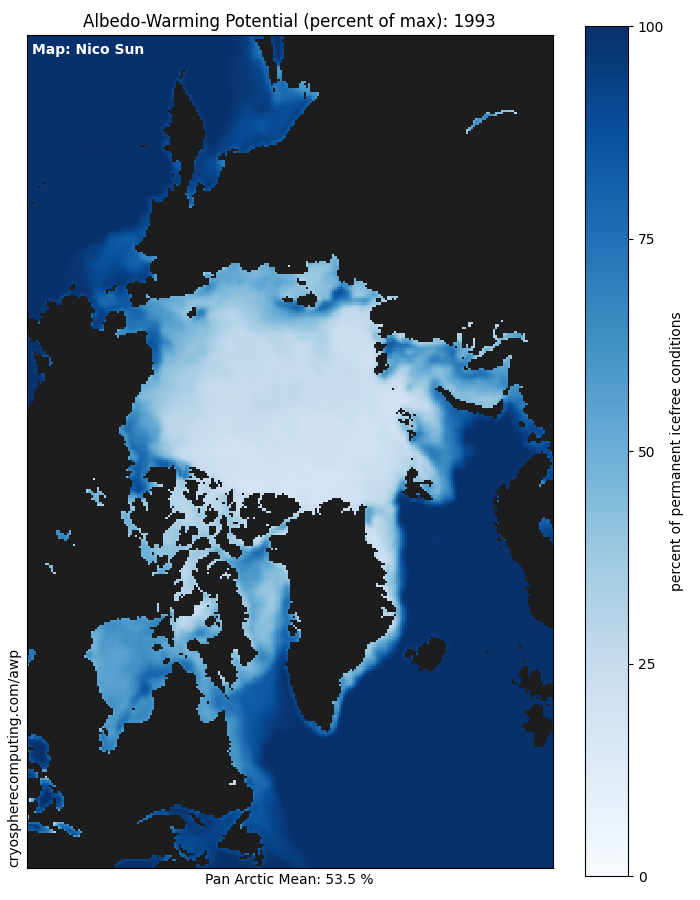 Albedo-Warming Potential (percent of max): 1993
Map: Nico Sun
100
75
50
25
0
percent of permanent icefree conditions
cryospherecomputing.com/awp
Pan Arctic Mean: 53.5 %